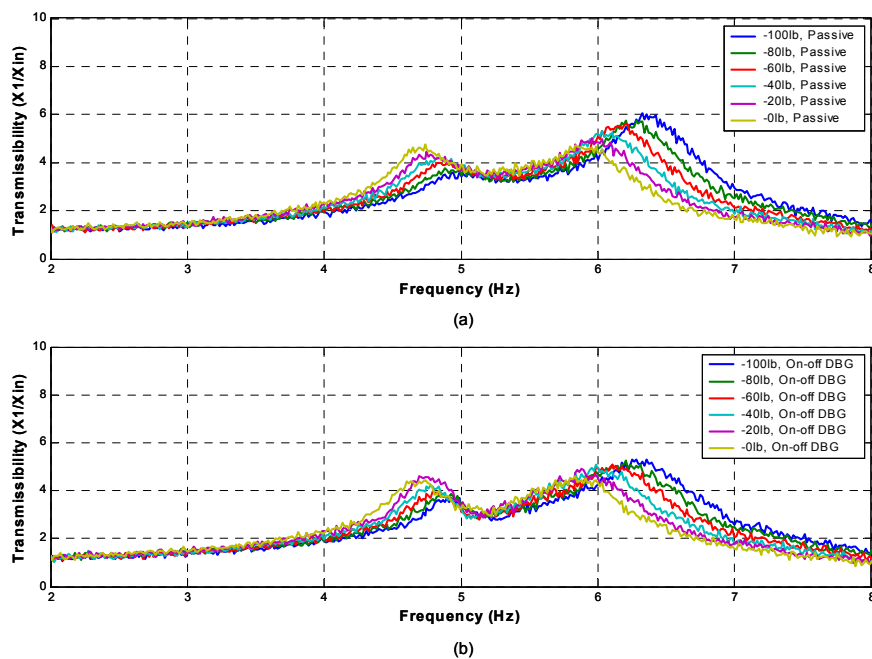 10
8
6
4
2
0
Transmissibility (X1/Xin)
-100lb, Passive
-80lb, Passive
-60lb, Passive
-40lb, Passive
-20lb, Passive
-0lb, Passive
2 3 4 5 6 7 8
Frequency (Hz)
(a)
10
8
6
4
2
0
Transmissibility (X1/Xin)
-100lb, On-off DBG
-80lb, On-off DBG
-60lb, On-off DBG
-40lb, On-off DBG
-20lb, On-off DBG
-0lb, On-off DBG
2 3 4 5 6 7 8
Frequency (Hz)
(b)